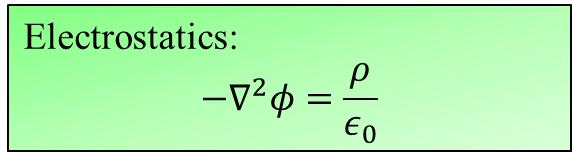 Electrostatics:
−∇²ϕ = ρ/ϵ₀